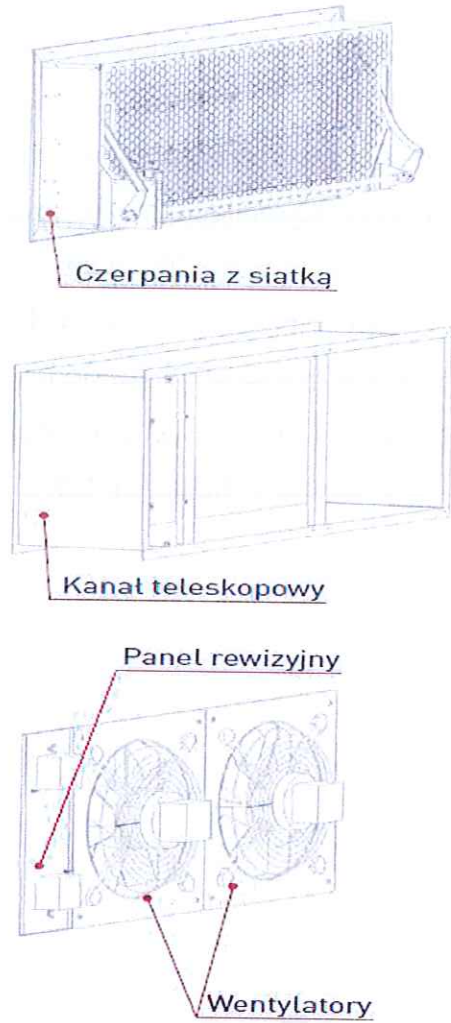 Czerpania z siatką
Kanał teleskopowy
Panel rewizyjny
Wentylatory